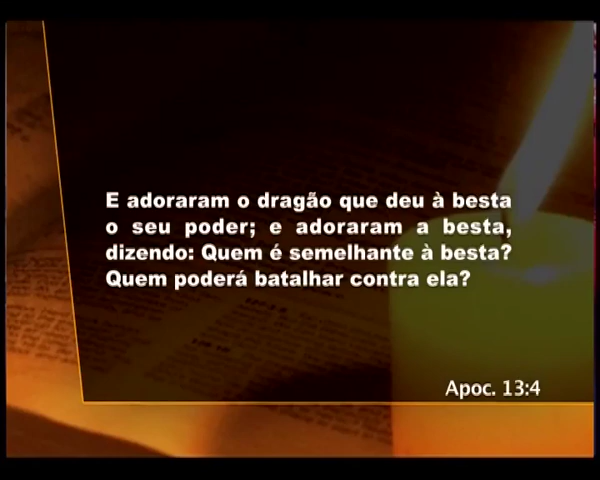 E adoraram o dragão que deu à besta
o seu poder; e adoraram a besta,
dizendo: Quem é semelhante à besta?
Quem poderá batalhar contra ela?
Apoc. 13:4